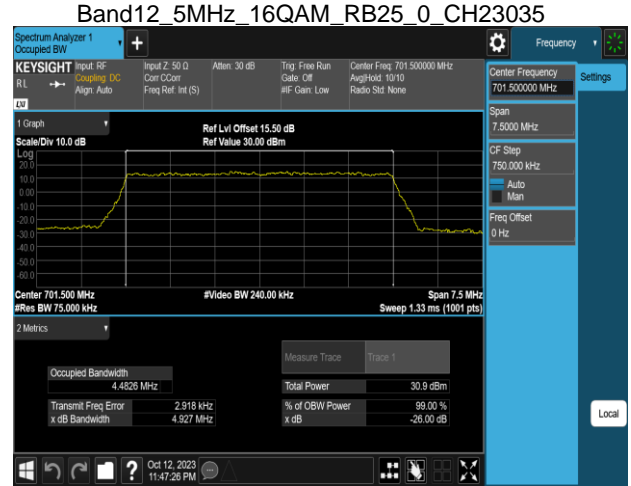 Band12_5MHz_16QAM_RB25_0_CH23035
Spectrum Analyzer 1
Occupied BW
Frequency
KEYSIGHT
Input: RF
Input Z: 50 Ω
Atten: 30 dB
Trig: Free Run
Center Freq: 701.500000 MHz
RL
Coupling: DC
Corr CCorr
Gate: Off
Avg|Hold: 10/10
Align: Auto
Freq Ref: Int (S)
#IF Gain: Low
Radio Std: None
LXI
1 Graph
Ref Lvl Offset 15.50 dB
Scale/Div 10.0 dB
Ref Value 30.00 dBm
Log
20.0
10.0
0.00
-10.0
-20.0
-30.0
-40.0
-50.0
-60.0
Center 701.500 MHz
#Video BW 240.00 kHz
Span 7.5 MHz
#Res BW 75.000 kHz
Sweep 1.33 ms (1001 pts)
2 Metrics
Measure Trace
Trace 1
Occupied Bandwidth
4.4826 MHz
Total Power
30.9 dBm
Transmit Freq Error
2.918 kHz
% of OBW Power
99.00 %
x dB Bandwidth
4.927 MHz
x dB
-26.00 dB
Center Frequency
701.500000 MHz
Settings
Span
7.5000 MHz
CF Step
750.000 kHz
Auto
Man
Freq Offset
0 Hz
Local
?
Oct 12, 2023
11:47:26 PM